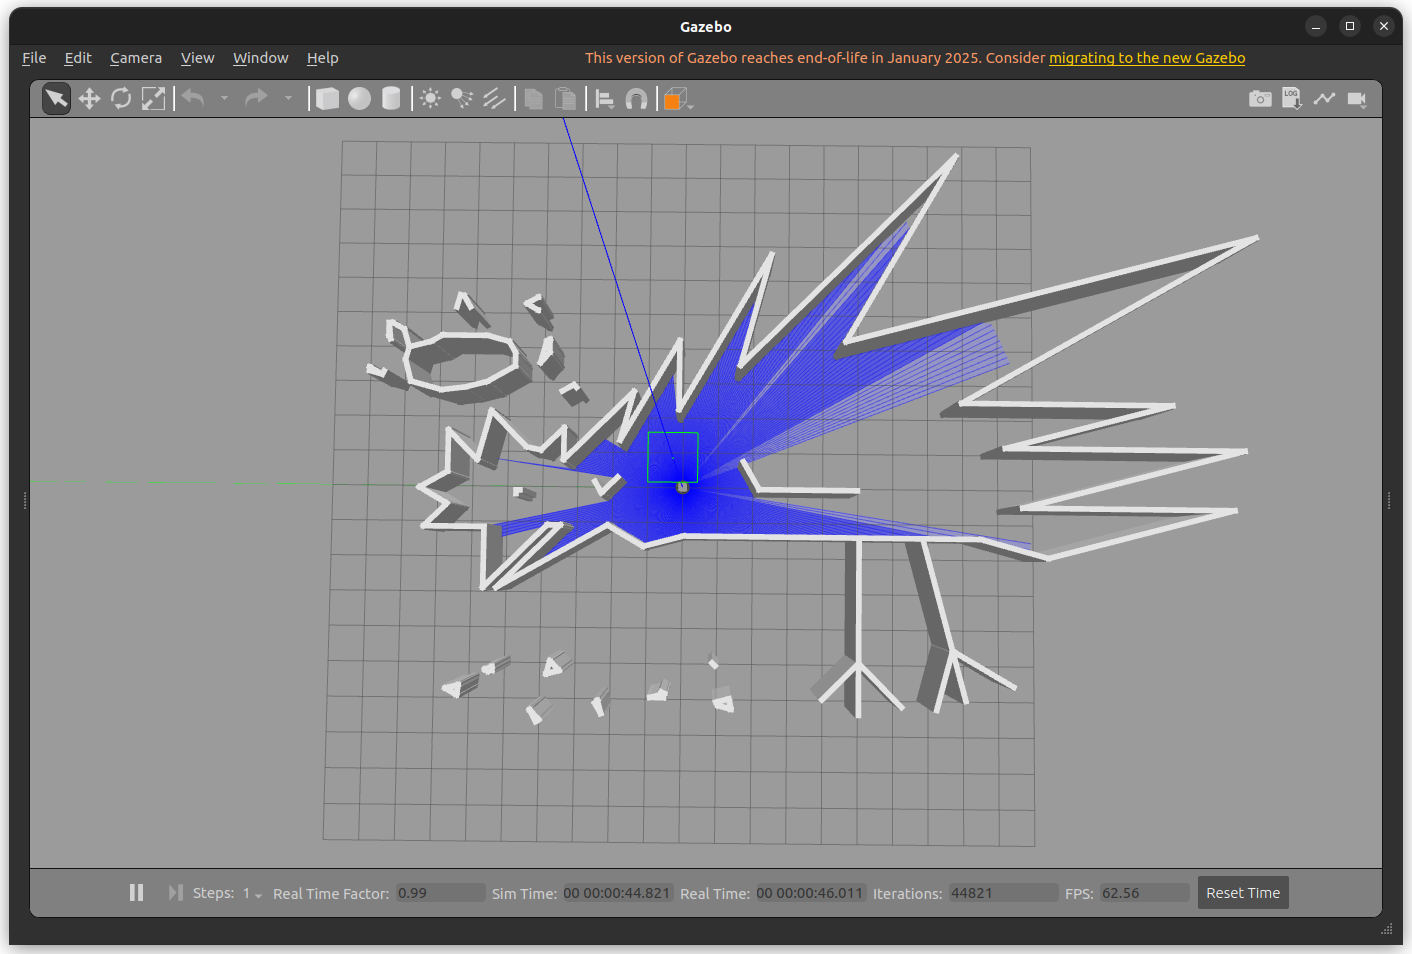 Gazebo
File Edit Camera View Window Help
This version of Gazebo reaches end-of-life in January 2025. Consider migrating to the new Gazebo
LOG
Steps: 1 Real Time Factor: 0.99 Sim Time: 00 00:00:44.821 Real Time: 00 00:00:46.011 Iterations: 44821 FPS: 62.56 Reset Time